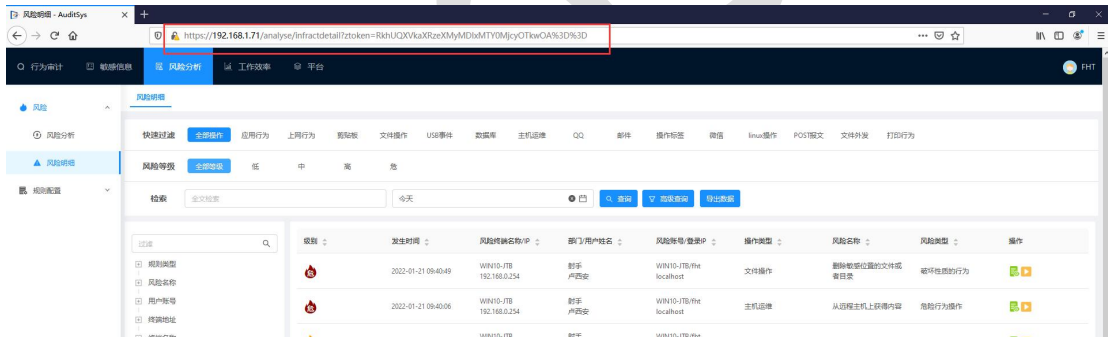 风险明细 - AuditSys
https://192.168.1.71/analyse/infractdetail?ztoken=RkhUQXVkaXRzeXMyMDIxMTY0MjcyOTkwOA%3D%3D
行为审计 敏感信息 风险分析 工作效率 平台 FHT
风险 风险明细
风险分析
风险明细
规则配置
快速过滤 全部操作 应用行为 上网行为 剪贴板 文件操作 USB事件 数据库 主机运维 QQ 邮件 操作标签 微信 linux操作 POST报文 文件外发 打印行为
风险等级 全部等级 低 中 高 危
检索 全文检索 今天 查询 高级查询 导出数据
过滤
规则类型
风险名称
用户账号
终端地址
级别 发生时间 风险终端名称/IP 部门/用户姓名 风险账号/登录IP 操作类型 风险名称 风险类型 操作
2022-01-21 09:40:49 WIN10-JTB 192.168.0.254 射手 卢西安 WIN10-JTB/fht localhost 文件操作 删除敏感位置的文件或者目录 破坏性质的行为
2022-01-21 09:40:06 WIN10-JTB 192.168.0.254 射手 卢西安 WIN10-JTB/fht localhost 主机运维 从远程主机上获得内容 危险行为操作
WIN10-JTB 射手 WIN10-JTB/fht